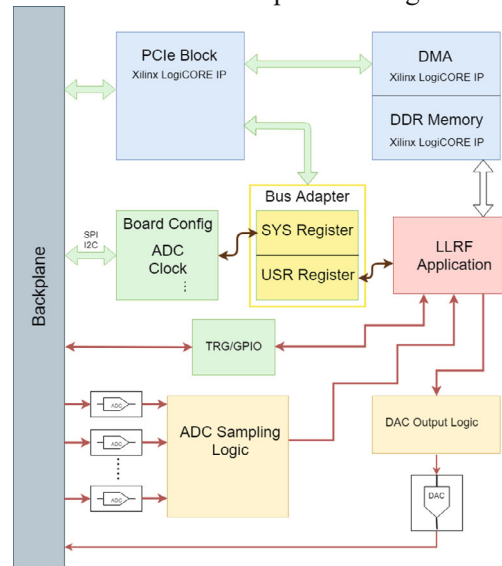 PCIe Block
Xilinx LogiCORE IP
DMA
Xilinx LogiCORE IP
DDR Memory
Xilinx LogiCORE IP
Bus Adapter
SYS Register
USR Register
SPI
I2C
Board Config
ADC
Clock
⋮
LLRF
Application
Backplane
TRG/GPIO
ADC
ADC
ADC
ADC Sampling
Logic
DAC Output Logic
DAC